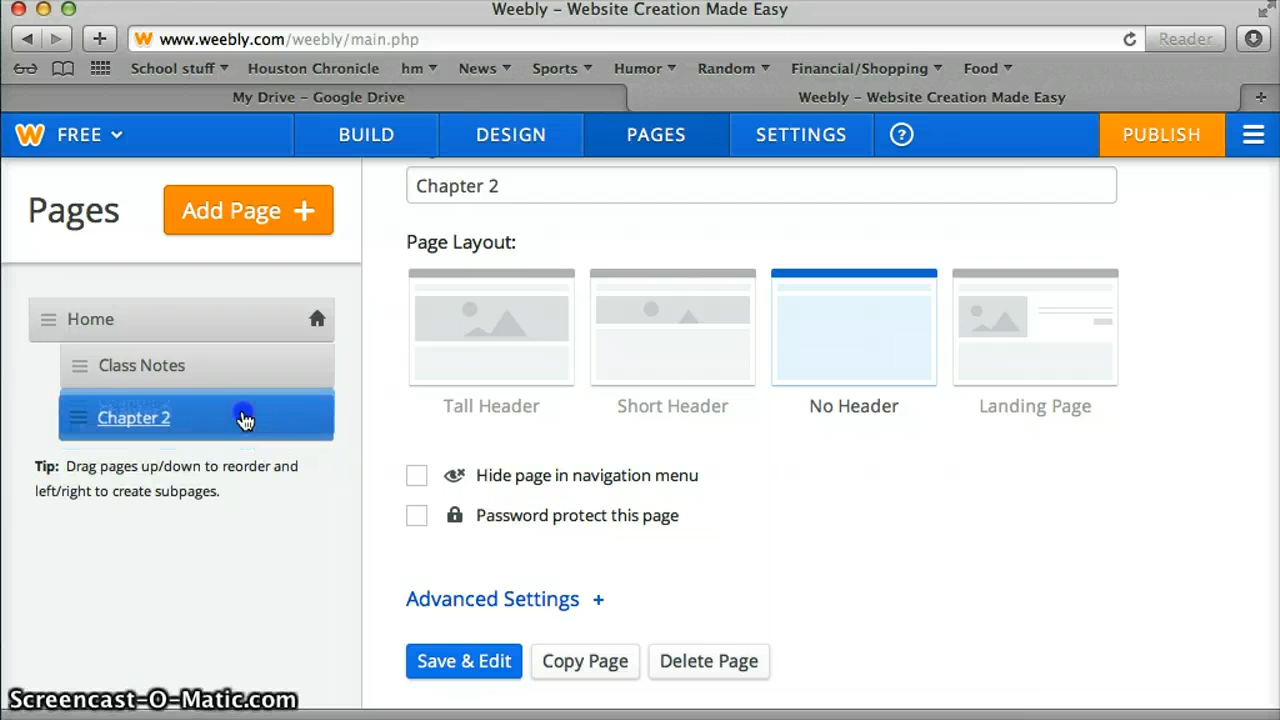 Weebly – Website Creation Made Easy
www.weebly.com/weebly/main.php
Reader
School stuff Houston Chronicle hm News Sports Humor Random Financial/Shopping Food
My Drive – Google Drive
Weebly – Website Creation Made Easy
W FREE BUILD DESIGN PAGES SETTINGS ? PUBLISH
Pages
Add Page +
Home
Class Notes
Chapter 2
Tip: Drag pages up/down to reorder and
left/right to create subpages.
Chapter 2
Page Layout:
Tall Header Short Header No Header Landing Page
Hide page in navigation menu
Password protect this page
Advanced Settings +
Save & Edit Copy Page Delete Page
Screencast-O-Matic.com